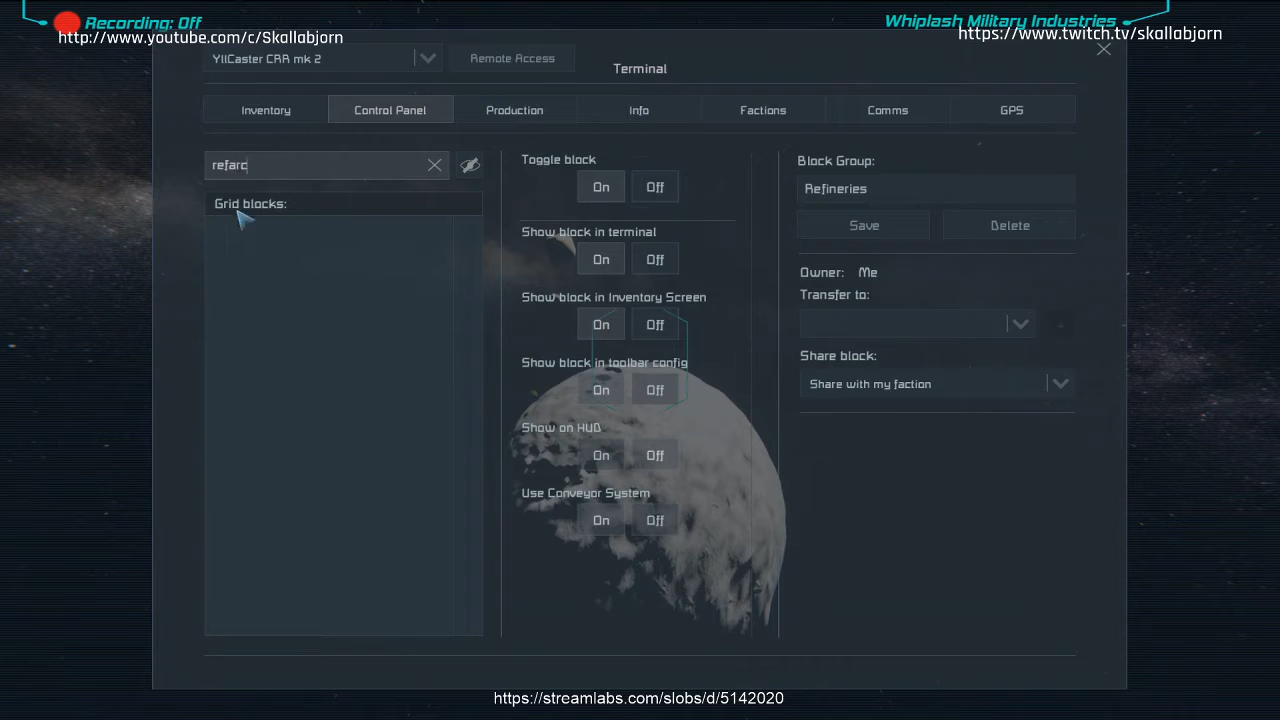 Recording: Off
Whiplash Military Industries
http://www.youtube.com/c/Skallabjorn
https://www.twitch.tv/skallabjorn
YllCaster CRR mk 2
Remote Access
Terminal
Inventory
Control Panel
Production
Info
Factions
Comms
GPS
refarc
Grid blocks:
Toggle block
On
Off
Show block in terminal
On
Off
Show block in Inventory Screen
On
Off
Show block in toolbar config
On
Off
Show on HUD
On
Off
Use Conveyor System
On
Off
Block Group:
Refineries
Save
Delete
Owner: Me
Transfer to:
Share block:
Share with my faction
https://streamlabs.com/slobs/d/5142020